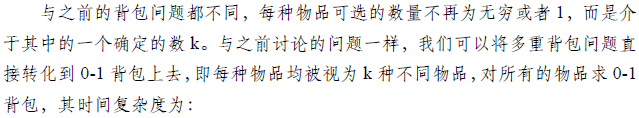 与之前的背包问题都不同，每种物品可选的数量不再为无穷或者 1，而是介
于其中的一个确定的数 k。与之前讨论的问题一样，我们可以将多重背包问题直
接转化到 0-1 背包上去，即每种物品均被视为 k 种不同物品，对所有的物品求 0-1
背包，其时间复杂度为：